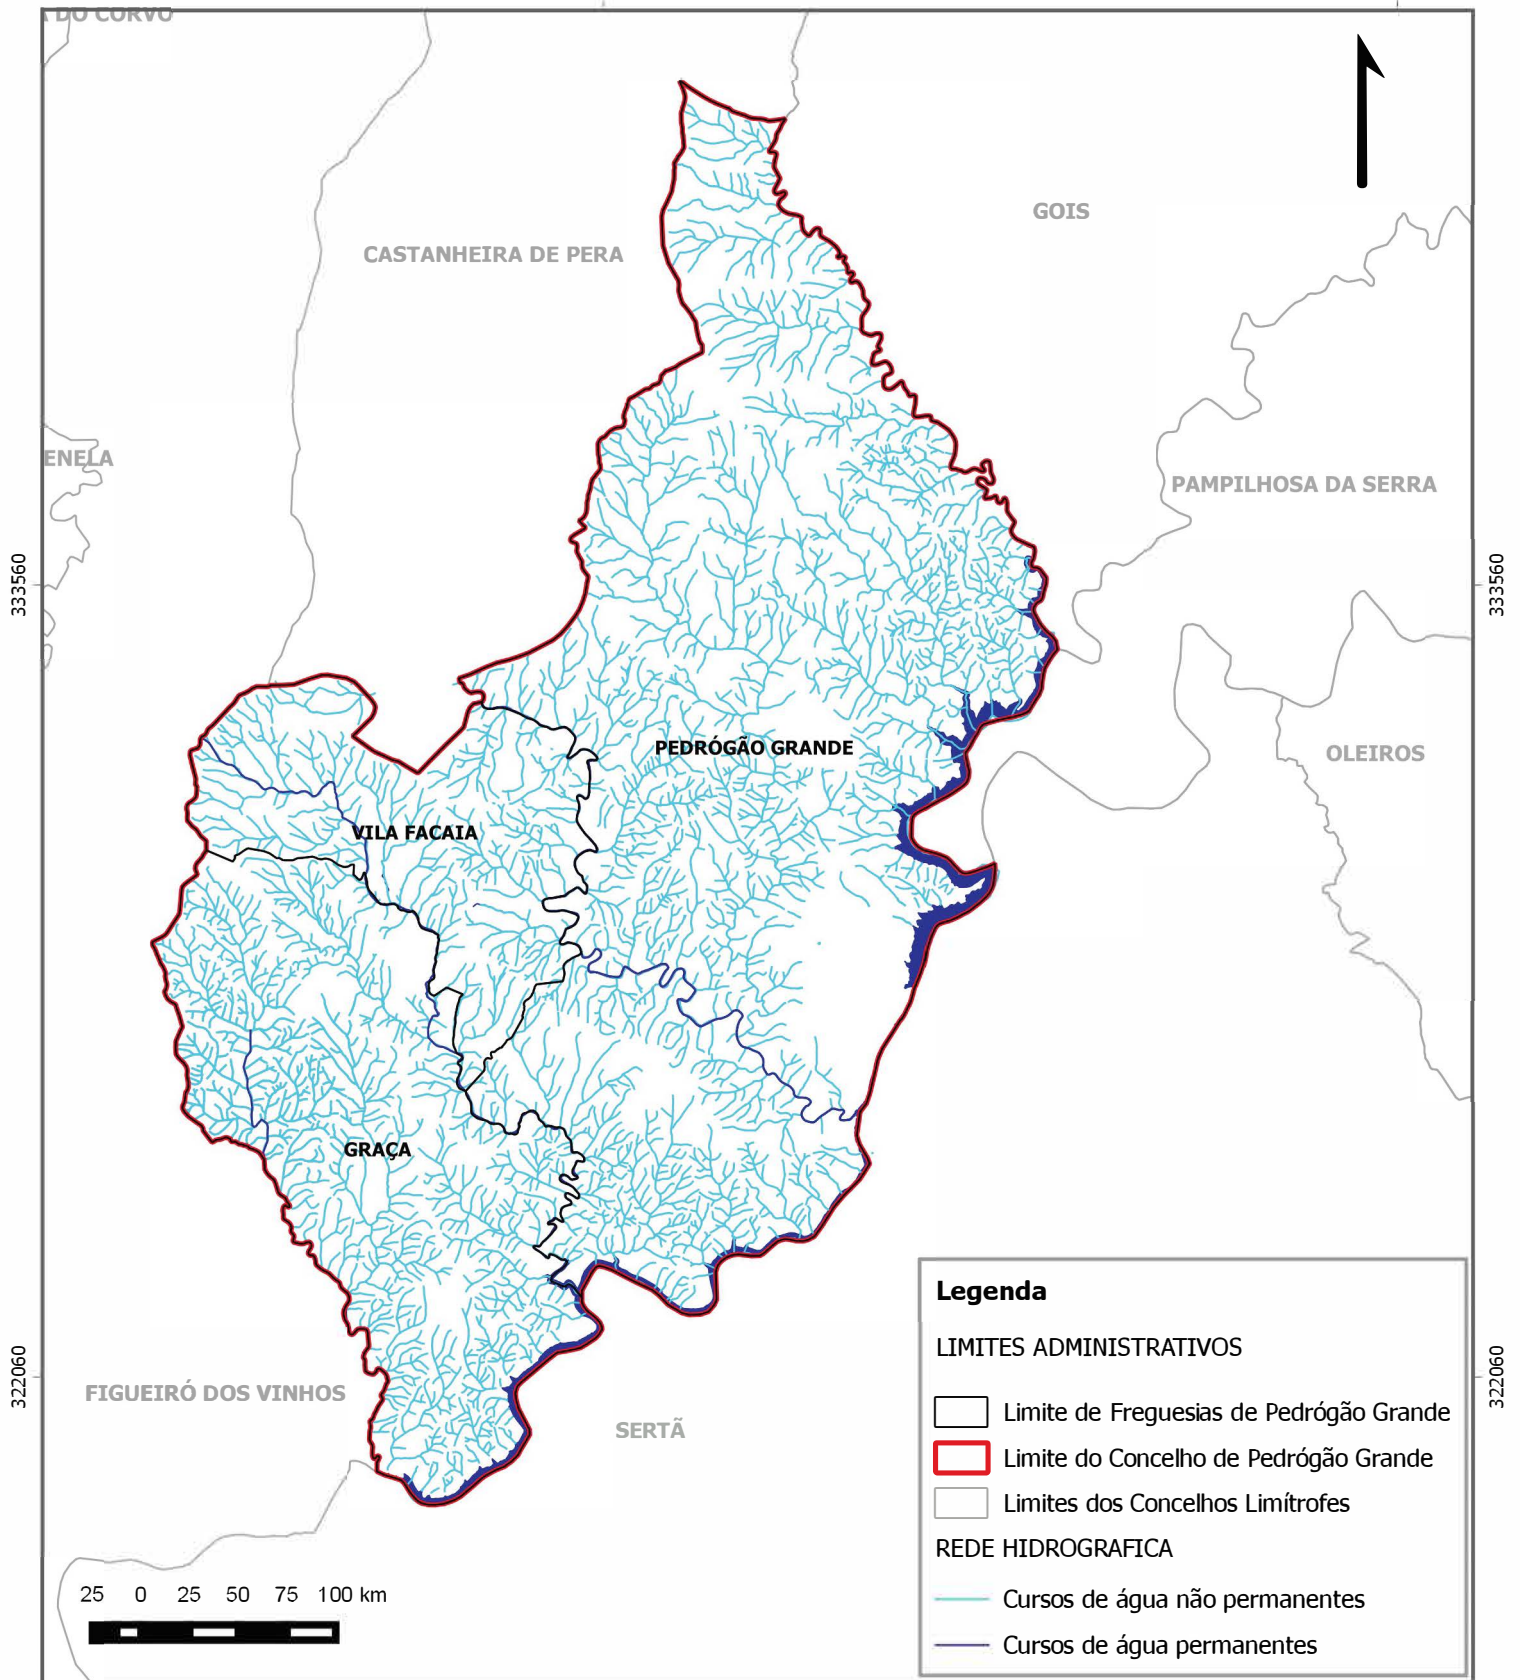 DO CORVO
GOIS
CASTANHEIRA DE PERA
ENELA
PAMPILHOSA DA SERRA
333560
333560
PEDRÓGÃO GRANDE
OLEIROS
VILA FACAIA
GRAÇA
322060
322060
FIGUEIRÓ DOS VINHOS
SERTÃ
Legenda
LIMITES ADMINISTRATIVOS
Limite de Freguesias de Pedrógão Grande
Limite do Concelho de Pedrógão Grande
Limites dos Concelhos Limítrofes
REDE HIDROGRAFICA
Cursos de água não permanentes
Cursos de água permanentes
25 0 25 50 75 100 km